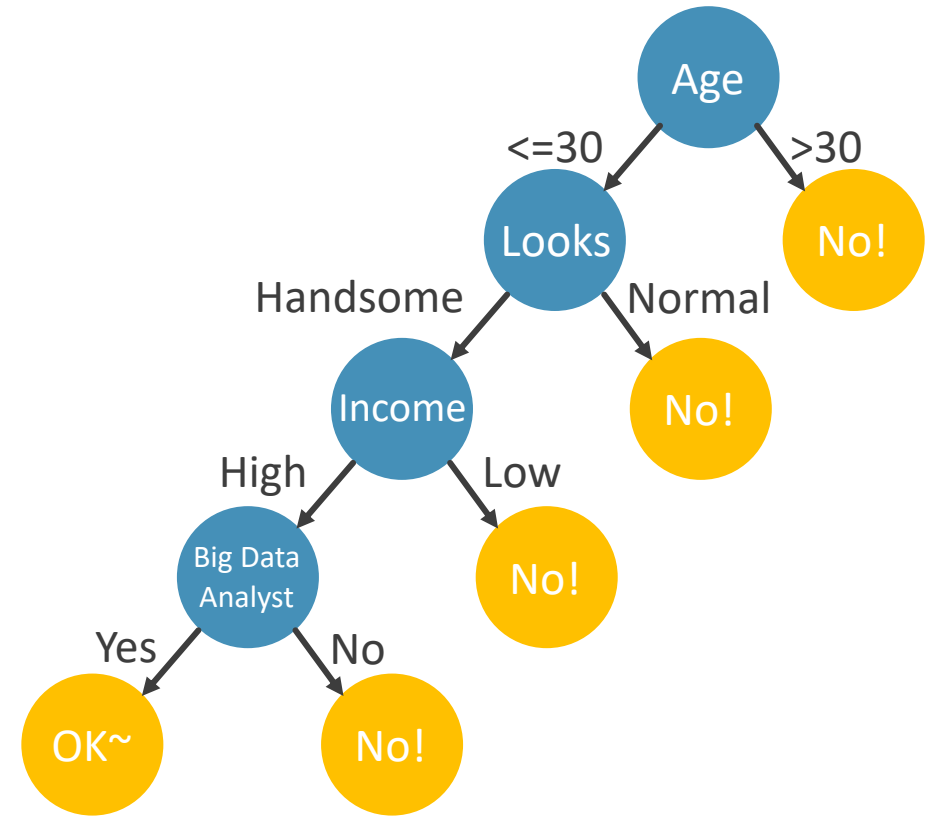 Age
<=30
>30
Looks
No!
Handsome
Normal
Income
No!
High
Low
Big Data
Analyst
No!
Yes
No
OK~
No!